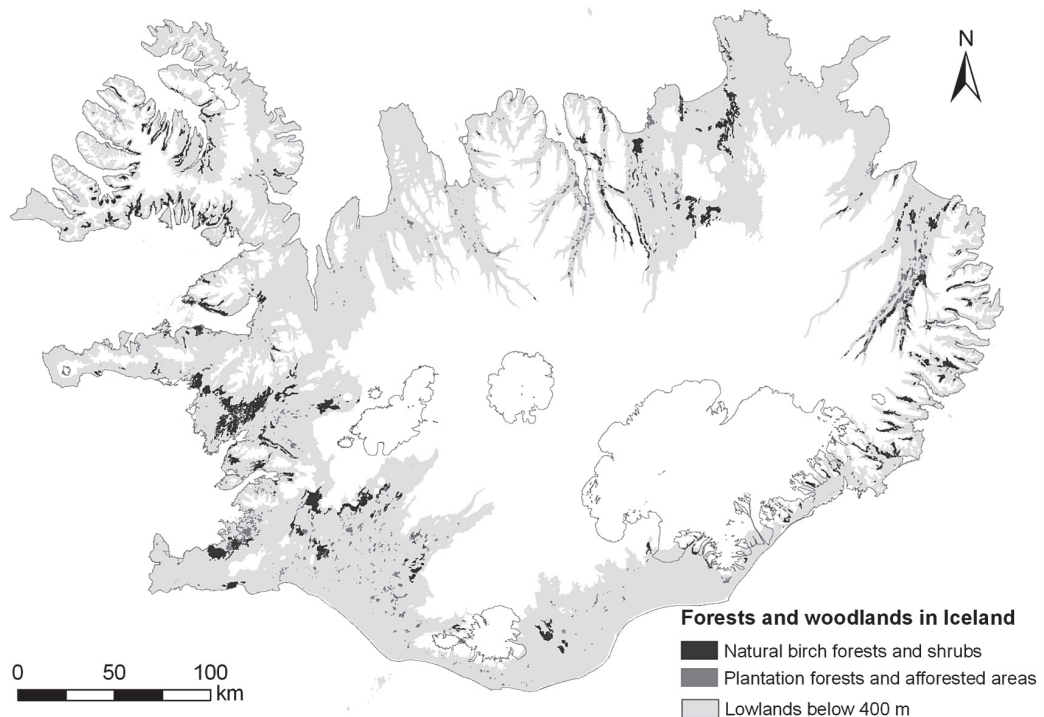 N
Forests and woodlands in Iceland
Natural birch forests and shrubs
Plantation forests and afforested areas
Lowlands below 400 m
0 50 100
km